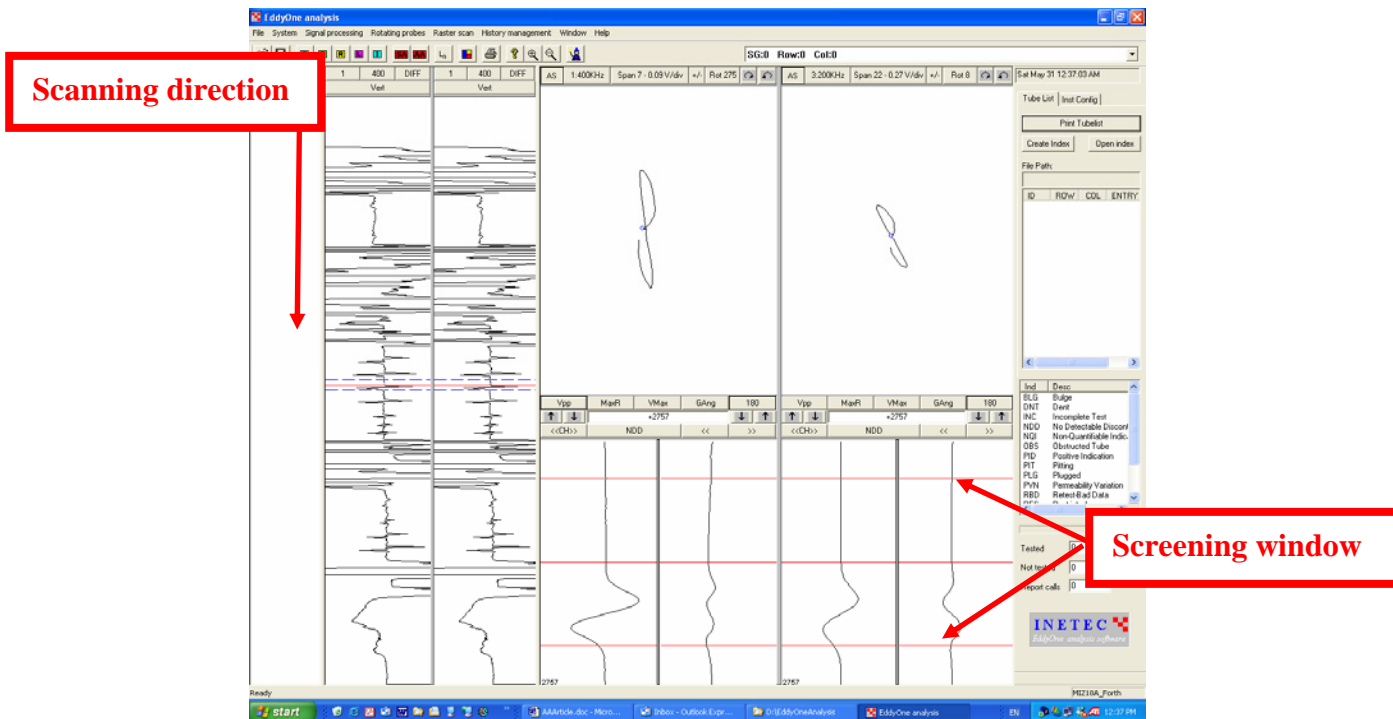 EddyOne analysis
File System Signal processing Rotating probes Raster scan History management Window Help
SG:0 Row:0 Col:0
Scanning direction
1 400 DIFF 1 400 DIFF
Vert Vert
AS 1:400KHz Span 7 - 0.09 V/div +/- Rot 275 AS 3:200KHz Span 22 - 0.27 V/div +/- Rot 8
Sat May 31 12:37:03 AM
Tube List Inst Config
Print Tubelist
Create Index Open index
File Path:
ID ROW COL ENTRY
Vpp MaxR VMax GAng 180 Vpp MaxR VMax GAng 180
+2757 +2757
<<CH>> NDD << >> <<CH>> NDD << >>
Ind Desc
BLG Bulge
DNT Dent
INC Incomplete Test
NDD No Detectable Discont
NQI Non-Quantifiable Indic.
OBS Obstructed Tube
PID Positive Indication
PIT Pitting
PLG Plugged
PVN Permeability Variation
RBD Retest-Bad Data
Screening window
Tested 0
Not tested 0
Report calls 0
INETEC
EddyOne analysis software
2757 2757
Ready MIZ18A_Forth
start AAArticle.doc - Micro... Inbox - Outlook Expr... D:\EddyOneAnalysis EddyOne analysis EN 12:37 PM